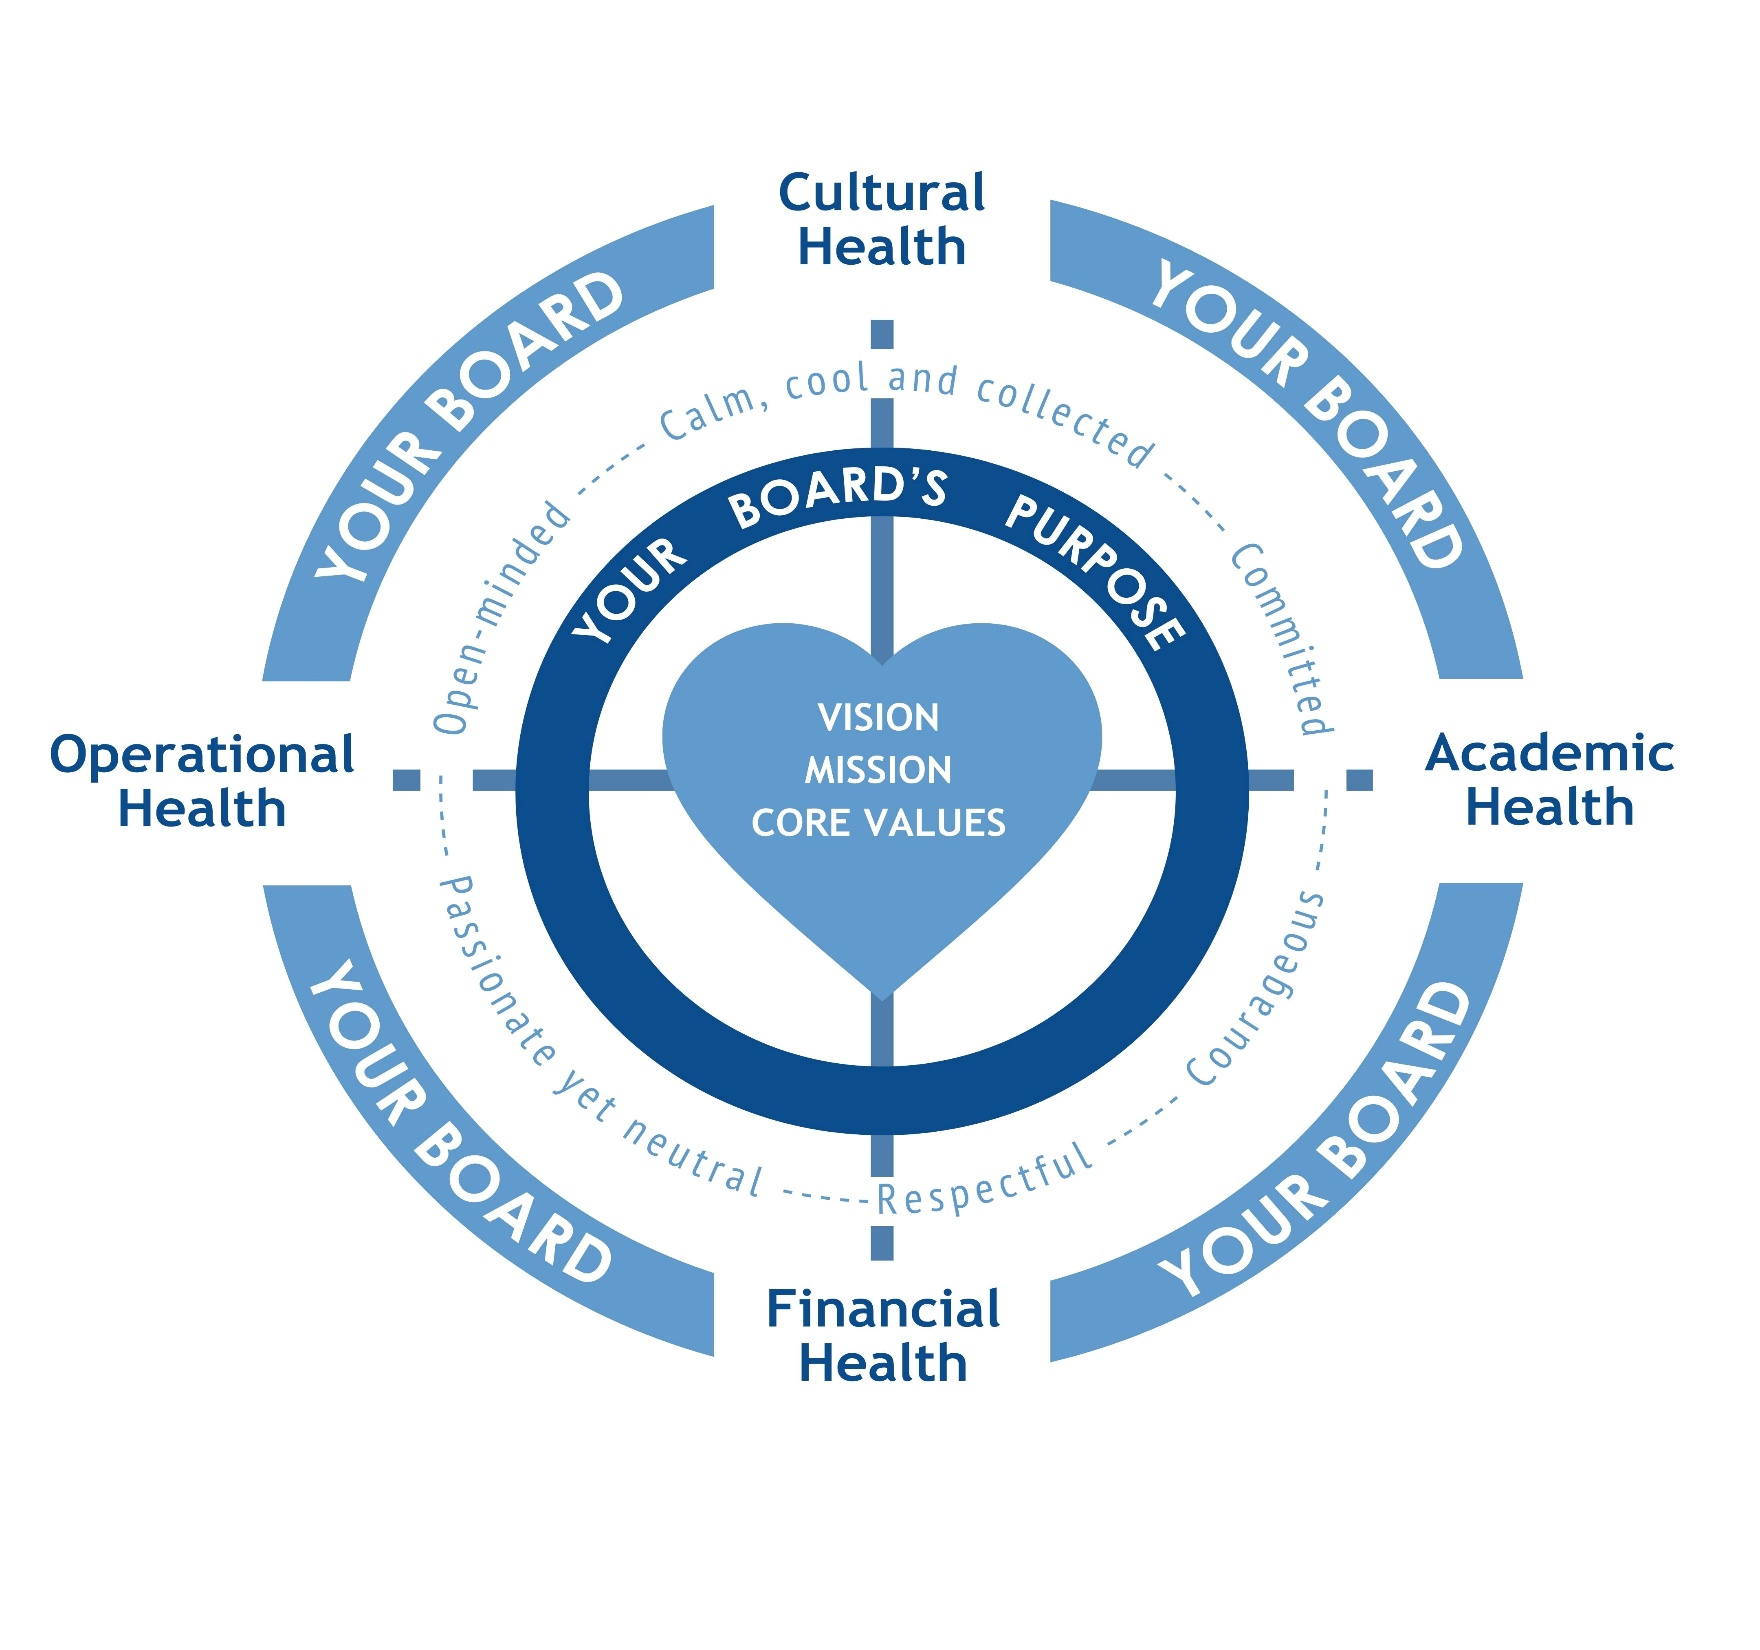 Cultural
Health
YOUR BOARD
YOUR BOARD
Calm, cool and collected
Open-minded
Committed
YOUR BOARD'S PURPOSE
VISION
MISSION
CORE VALUES
Operational
Health
Academic
Health
Passionate yet neutral
Courageous
Respectful
YOUR BOARD
YOUR BOARD
Financial
Health